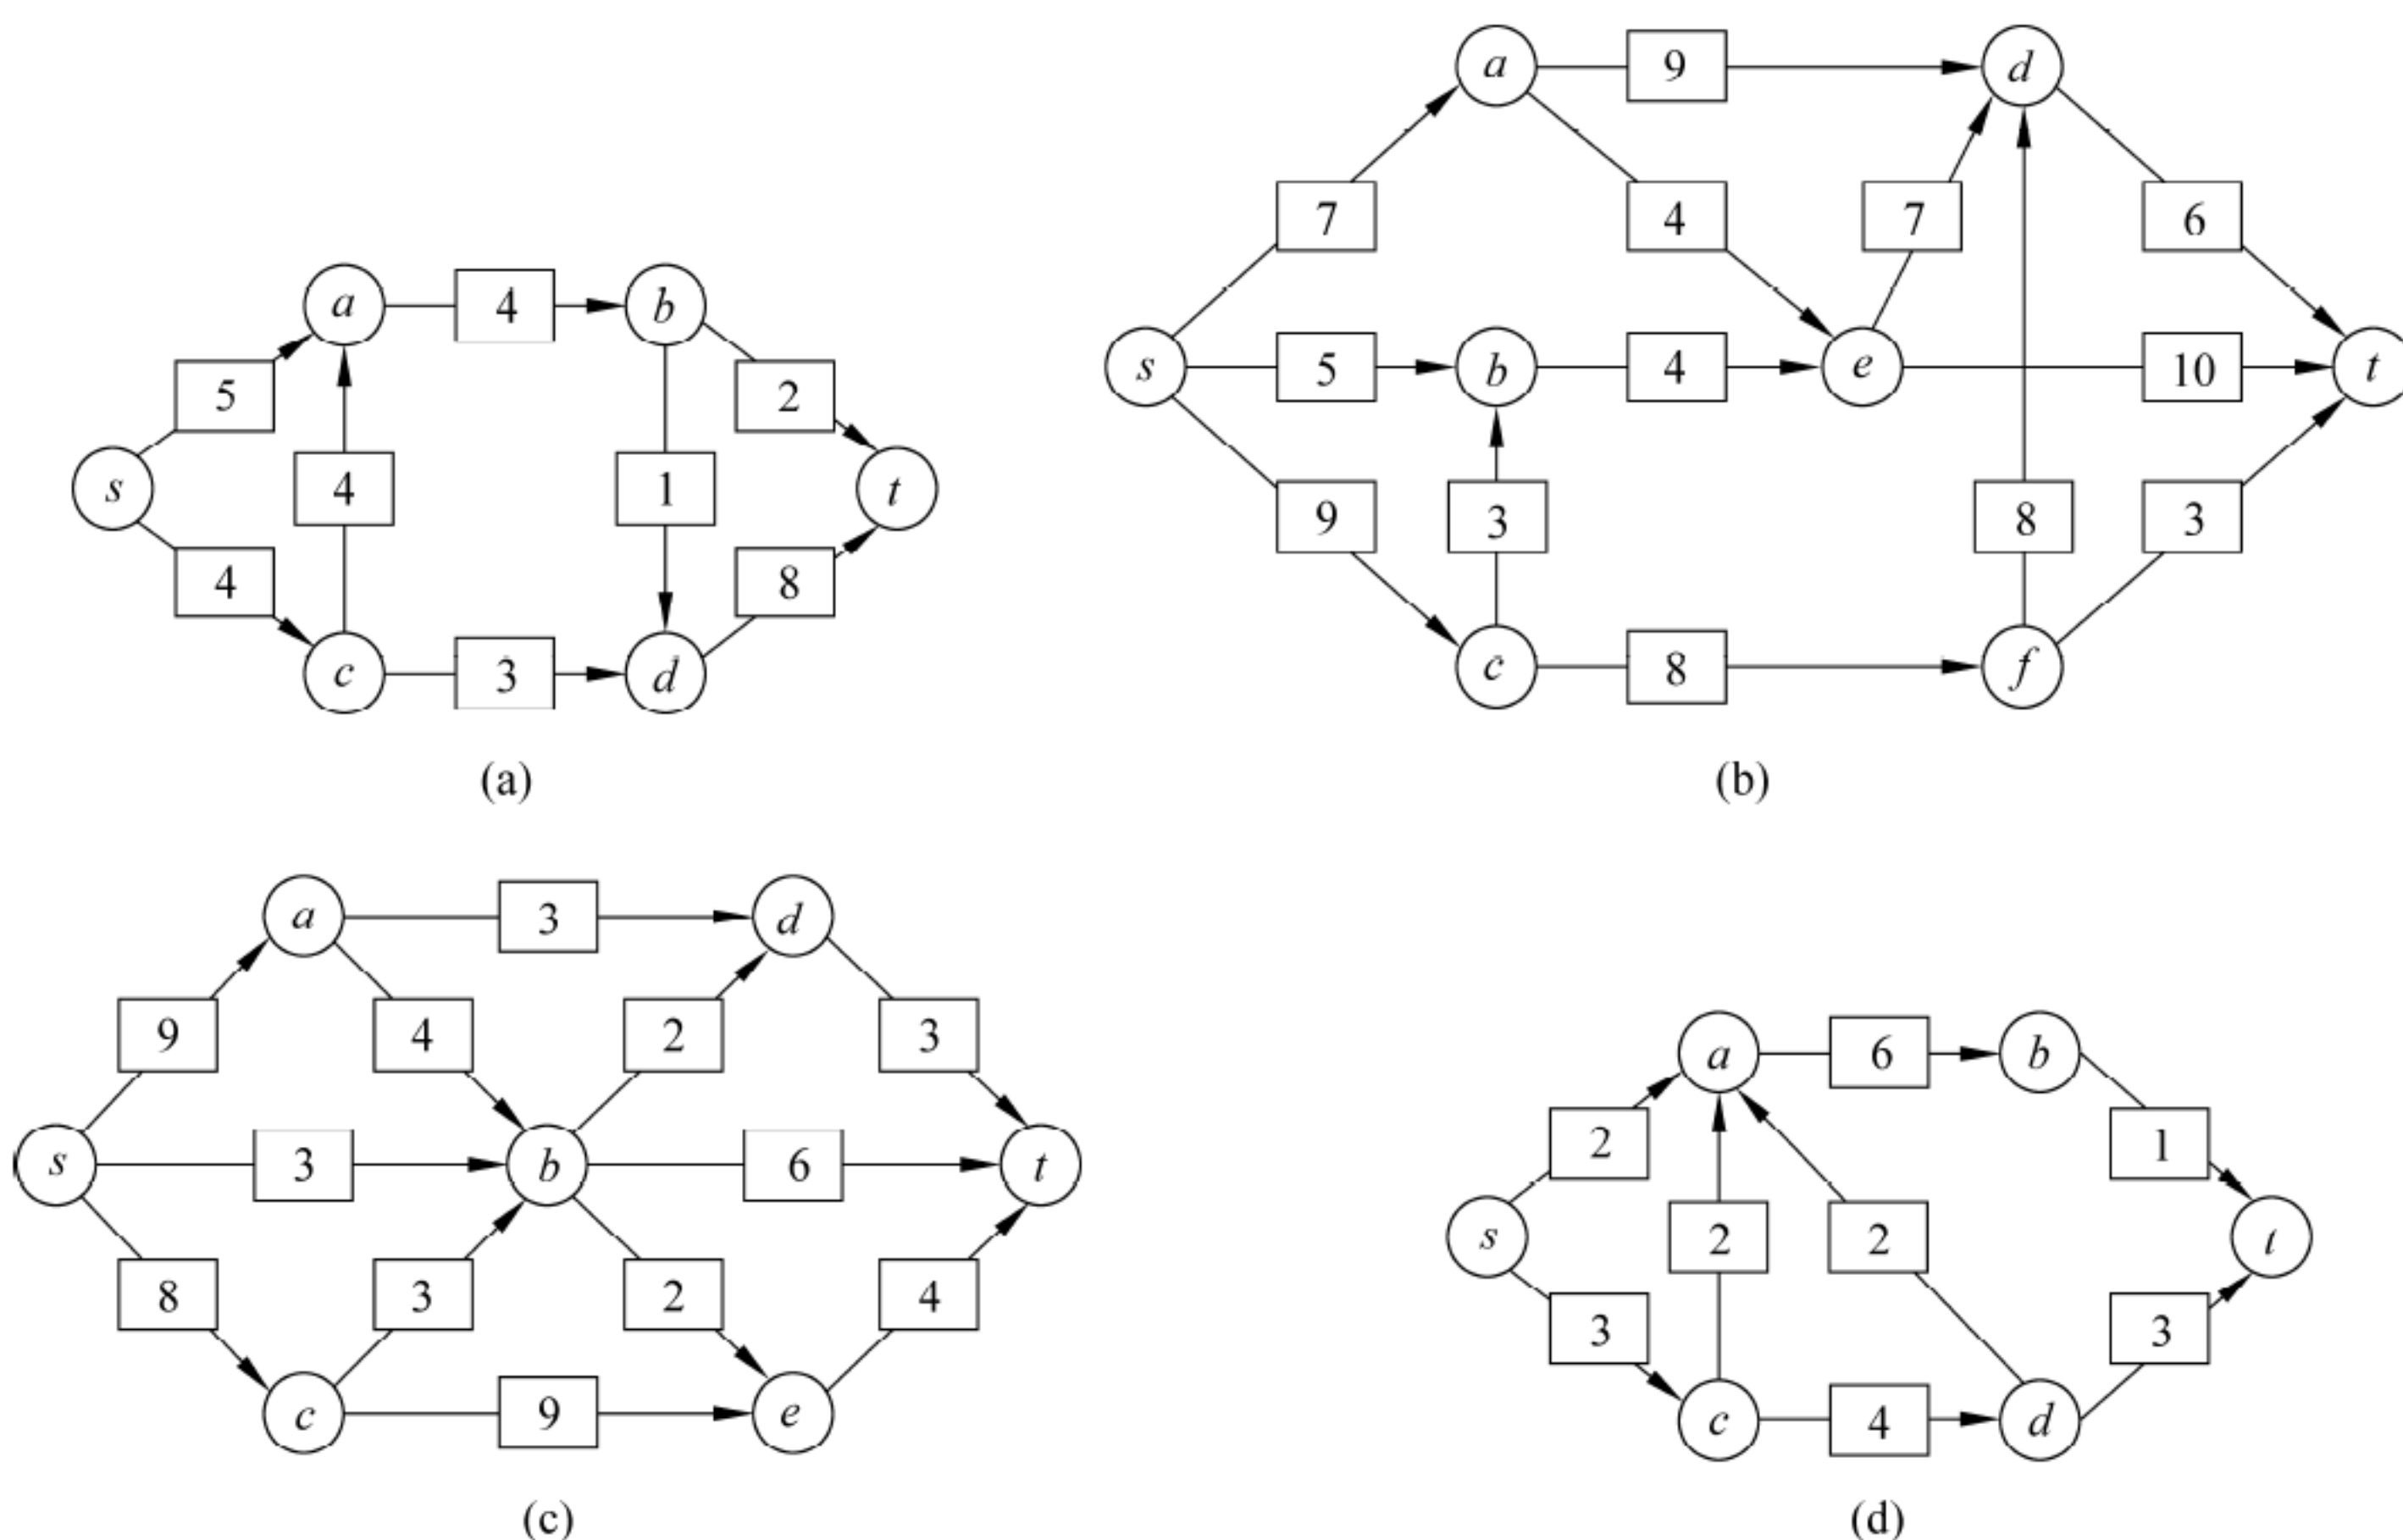 a 9 d
7 4 7 6
a 4 b
5 2
s 5 b 4 e 10 t
s 4 1 t
9 3 8 3
4 8
c 3 d
c 8 f
(a) (b)
a 3 d
9 4 2 3
a 6 b
2 1
s 3 b 6 t
s 2 2 t
8 3 2 4
3 3
c 9 e
c 4 d
(c) (d)